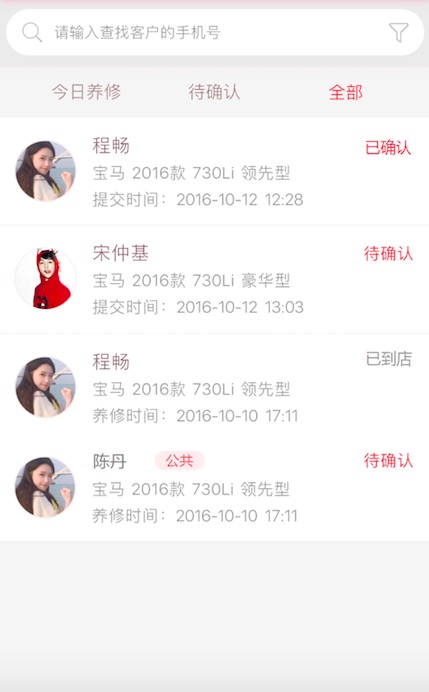 请输入查找客户的手机号
今日养修 待确认 全部
程畅 已确认
宝马 2016款 730Li 领先型
提交时间：2016-10-12 12:28
宋仲基 待确认
宝马 2016款 730Li 豪华型
提交时间：2016-10-12 13:03
程畅 已到店
宝马 2016款 730Li 领先型
养修时间：2016-10-10 17:11
陈丹 公共 待确认
宝马 2016款 730Li 领先型
养修时间：2016-10-10 17:11